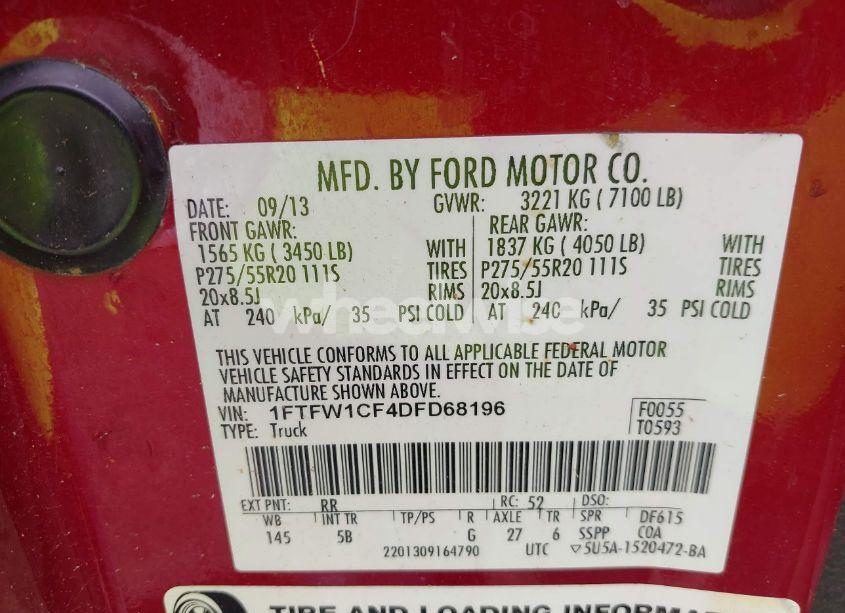 MFD. BY FORD MOTOR CO.
DATE: 09/13 GVWR: 3221 KG ( 7100 LB)
FRONT GAWR: REAR GAWR:
1565 KG ( 3450 LB) WITH 1837 KG ( 4050 LB) WITH
P275/55R20 111S TIRES P275/55R20 111S TIRES
20x8.5J RIMS 20x8.5J RIMS
AT 240 kPa/ 35 PSI COLD AT 240 kPa/ 35 PSI COLD
wheelwise
THIS VEHICLE CONFORMS TO ALL APPLICABLE FEDERAL MOTOR
VEHICLE SAFETY STANDARDS IN EFFECT ON THE DATE OF
MANUFACTURE SHOWN ABOVE.
VIN: 1FTFW1CF4DFD68196 F0055
TYPE: Truck T0593
EXT PNT: RR RC: 52 DSO:
WB INT TR TP/PS R AXLE TR SPR DF615
145 5B G 27 6 SSPP COA
2201309164790 UTC ▽5U5A-1520472-BA
TIRE AND LOADING INFORMATION